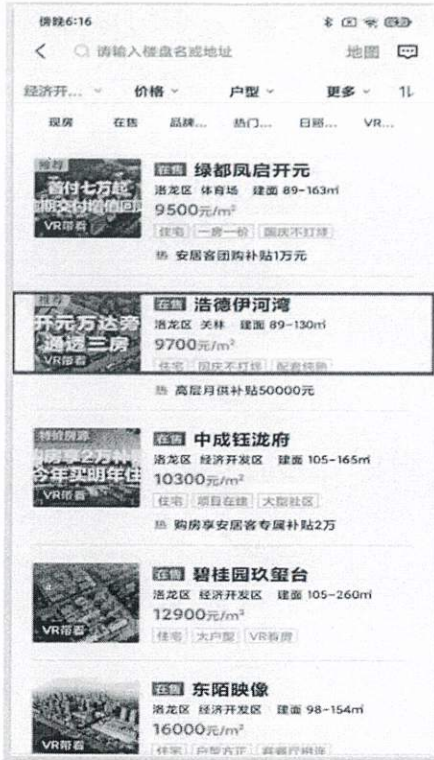 傍晚6:16
请输入楼盘名或地址
地图
经济开...
价格
户型
更多
现房
在售
品牌...
热门...
日照...
VR...
推荐
首付七万起
VR带看
在售 绿都凤启开元
洛龙区 体育场 建面 89-163㎡
9500元/m²
住宅 一房一价 国庆不打烊
热 安居客团购补贴1万元
推荐
开元万达旁
通透三房
VR带看
在售 浩德伊河湾
洛龙区 关林 建面 89-130㎡
9700元/m²
住宅 国庆不打烊 配套纯熟
热 高层月供补贴50000元
特价房源
今年买明年住
VR带看
在售 中成钰泷府
洛龙区 经济开发区 建面 105-165㎡
10300元/m²
住宅 项目在建 大型社区
热 购房享安居客专属补贴2万
VR带看
在售 碧桂园玖玺台
洛龙区 经济开发区 建面 105-260㎡
12900元/m²
住宅 大户型 VR看房
VR带看
在售 东陌映像
洛龙区 经济开发区 建面 98-154㎡
16000元/m²
住宅 户型方正